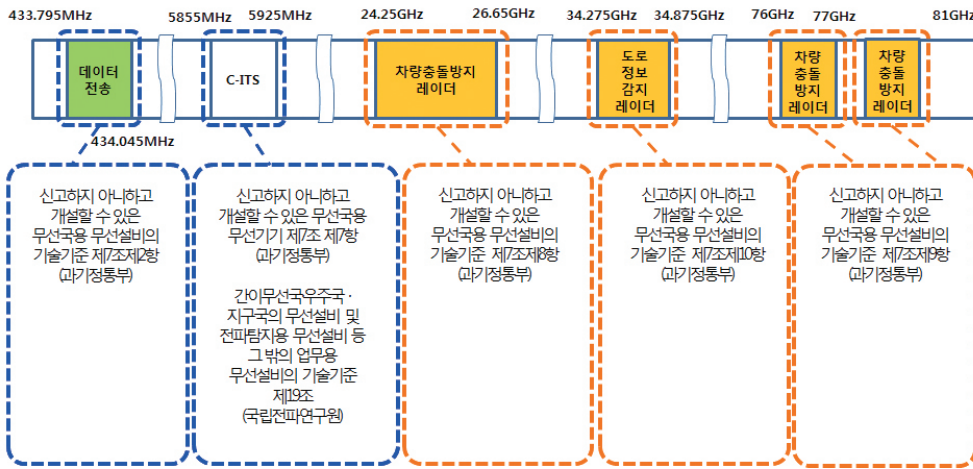 433.795MHz
5855MHz
5925MHz
24.25GHz
26.65GHz
34.275GHz
34.875GHz
76GHz
77GHz
81GHz
데이터
전송
C-ITS
차량충돌방지
레이더
도로
정보
감지
레이더
차량
충돌
방지
레이더
차량
충돌
방지
레이더
434.045MHz
신고하지 아니하고
개설할 수 있는
무선국용 무선설비의
기술기준 제7조제2항
(과기정통부)
신고하지 아니하고
개설할 수 있는 무선국용
무선기기 제7조 제7항
(과기정통부)
간이무선국우주국·
지구국의 무선설비 및
전파탐지용 무선설비 등
그 밖의 업무용
무선설비의 기술기준
제19조
(국립전파연구원)
신고하지 아니하고
개설할 수 있은
무선국용 무선설비의
기술기준 제7조제8항
(과기정통부)
신고하지 아니하고
개설할 수 있은
무선국용 무선설비의
기술기준 제7조제10항
(과기정통부)
신고하지 아니하고
개설할 수 있은
무선국용 무선설비의
기술기준 제7조제9항
(과기정통부)